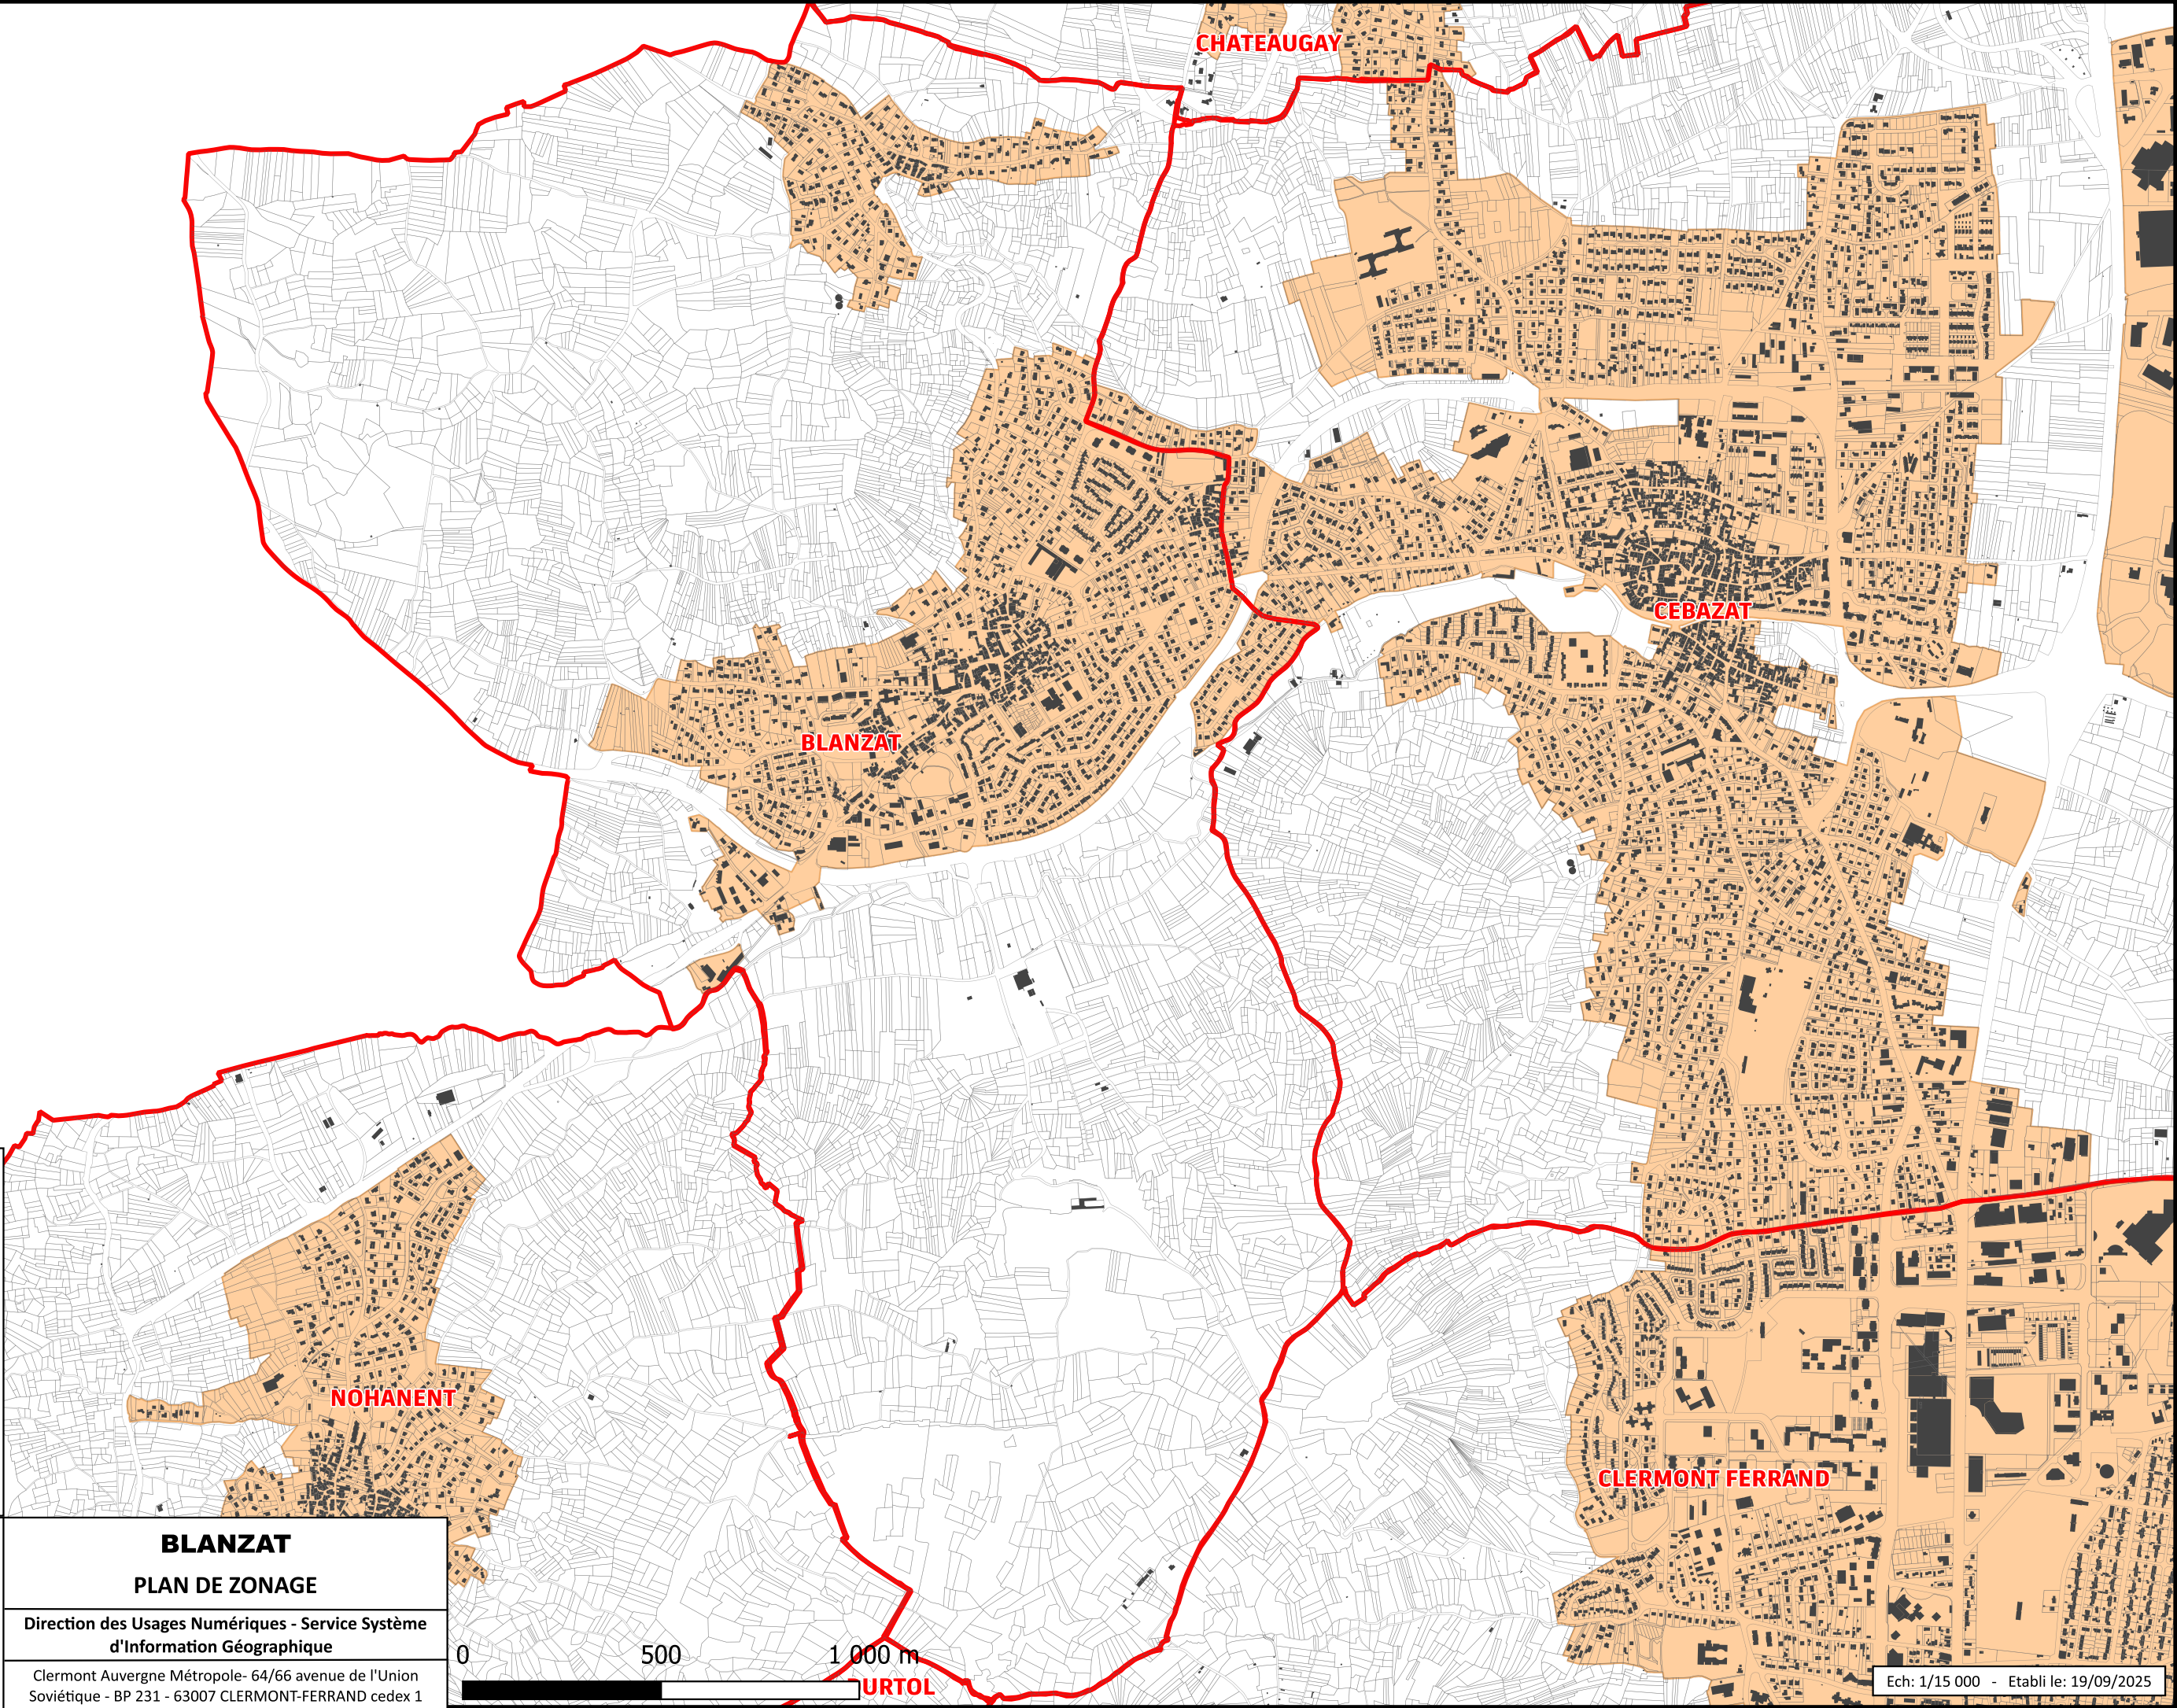 CHATEAUGAY
CEBAZAT
BLANZAT
NOHANENT
CLERMONT FERRAND
BLANZAT
PLAN DE ZONAGE
Direction des Usages Numériques - Service Système
d'Information Géographique
Clermont Auvergne Métropole- 64/66 avenue de l'Union
Soviétique - BP 231 - 63007 CLERMONT-FERRAND cedex 1
0 500 1 000 m
DURTOL
Ech: 1/15 000 - Etabli le: 19/09/2025